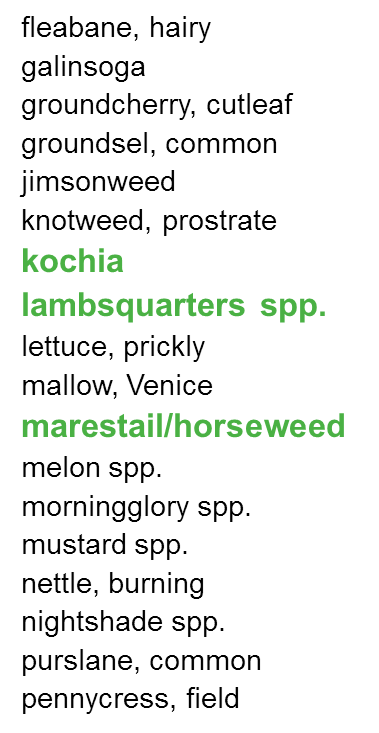 fleabane, hairy
galinsoga
groundcherry, cutleaf
groundsel, common
jimsonweed
knotweed, prostrate
kochia
lambsquarters spp.
lettuce, prickly
mallow, Venice
marestail/horseweed
melon spp.
morningglory spp.
mustard spp.
nettle, burning
nightshade spp.
purslane, common
pennycress, field